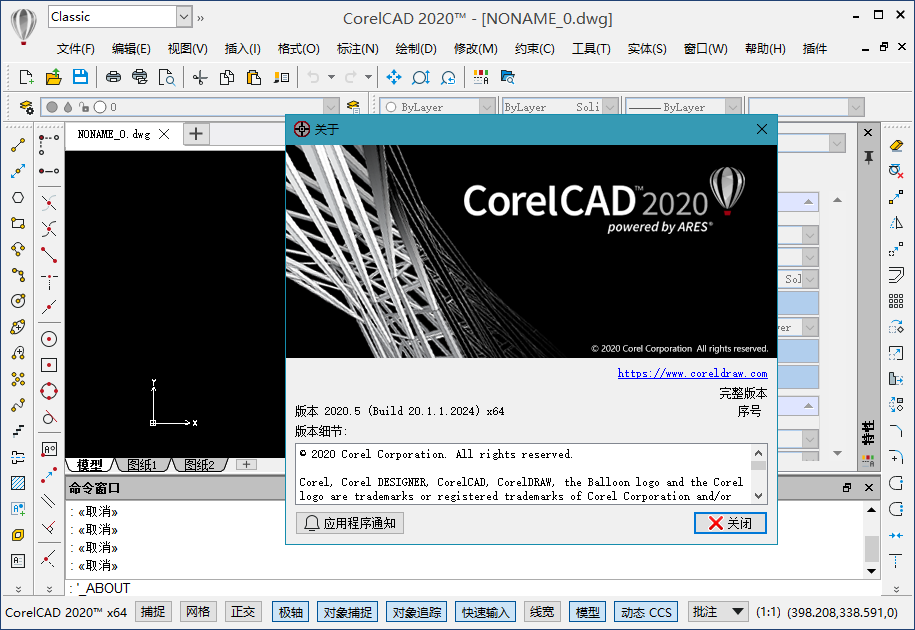 Classic
»
CorelCAD 2020™ - [NONAME_0.dwg]
文件(F) 编辑(E) 视图(V) 插入(I) 格式(O) 标注(N) 绘制(D) 修改(M) 约束(C) 工具(T) 实体(S) 窗口(W) 帮助(H) 插件
0 ByLayer ByLayer Soli ByLayer
NONAME_0.dwg
关于
CorelCAD™2020
powered by ARES®
© 2020 Corel Corporation All rights reserved.
https://www.coreldraw.com
完整版本
版本 2020.5 (Build 20.1.1.2024) x64
序号
版本细节:
© 2020 Corel Corporation. All rights reserved.
Corel, Corel DESIGNER, CorelCAD, CorelDRAW, the Balloon logo and the Corel
logo are trademarks or registered trademarks of Corel Corporation and/or
应用程序通知
关闭
Sol
yer
特性
Y
X
模型 图纸1 图纸2
命令窗口
: «取消»
: «取消»
: «取消»
: «取消»
: '_ABOUT
CorelCAD 2020™ x64 捕捉 网格 正交 极轴 对象捕捉 对象追踪 快速输入 线宽 模型 动态 CCS 批注 (1:1) (398.208,338.591,0)